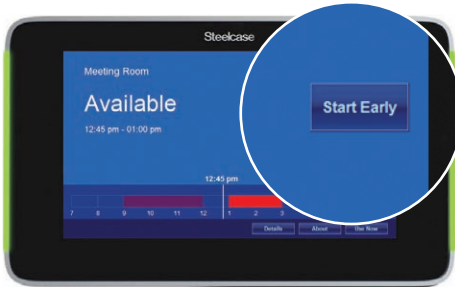 Steelcase
Meeting Room
Available
12:45 pm - 01:00 pm
Start Early
12:45 pm
7 8 9 10 11 12 1 2 3
Details About Use Now